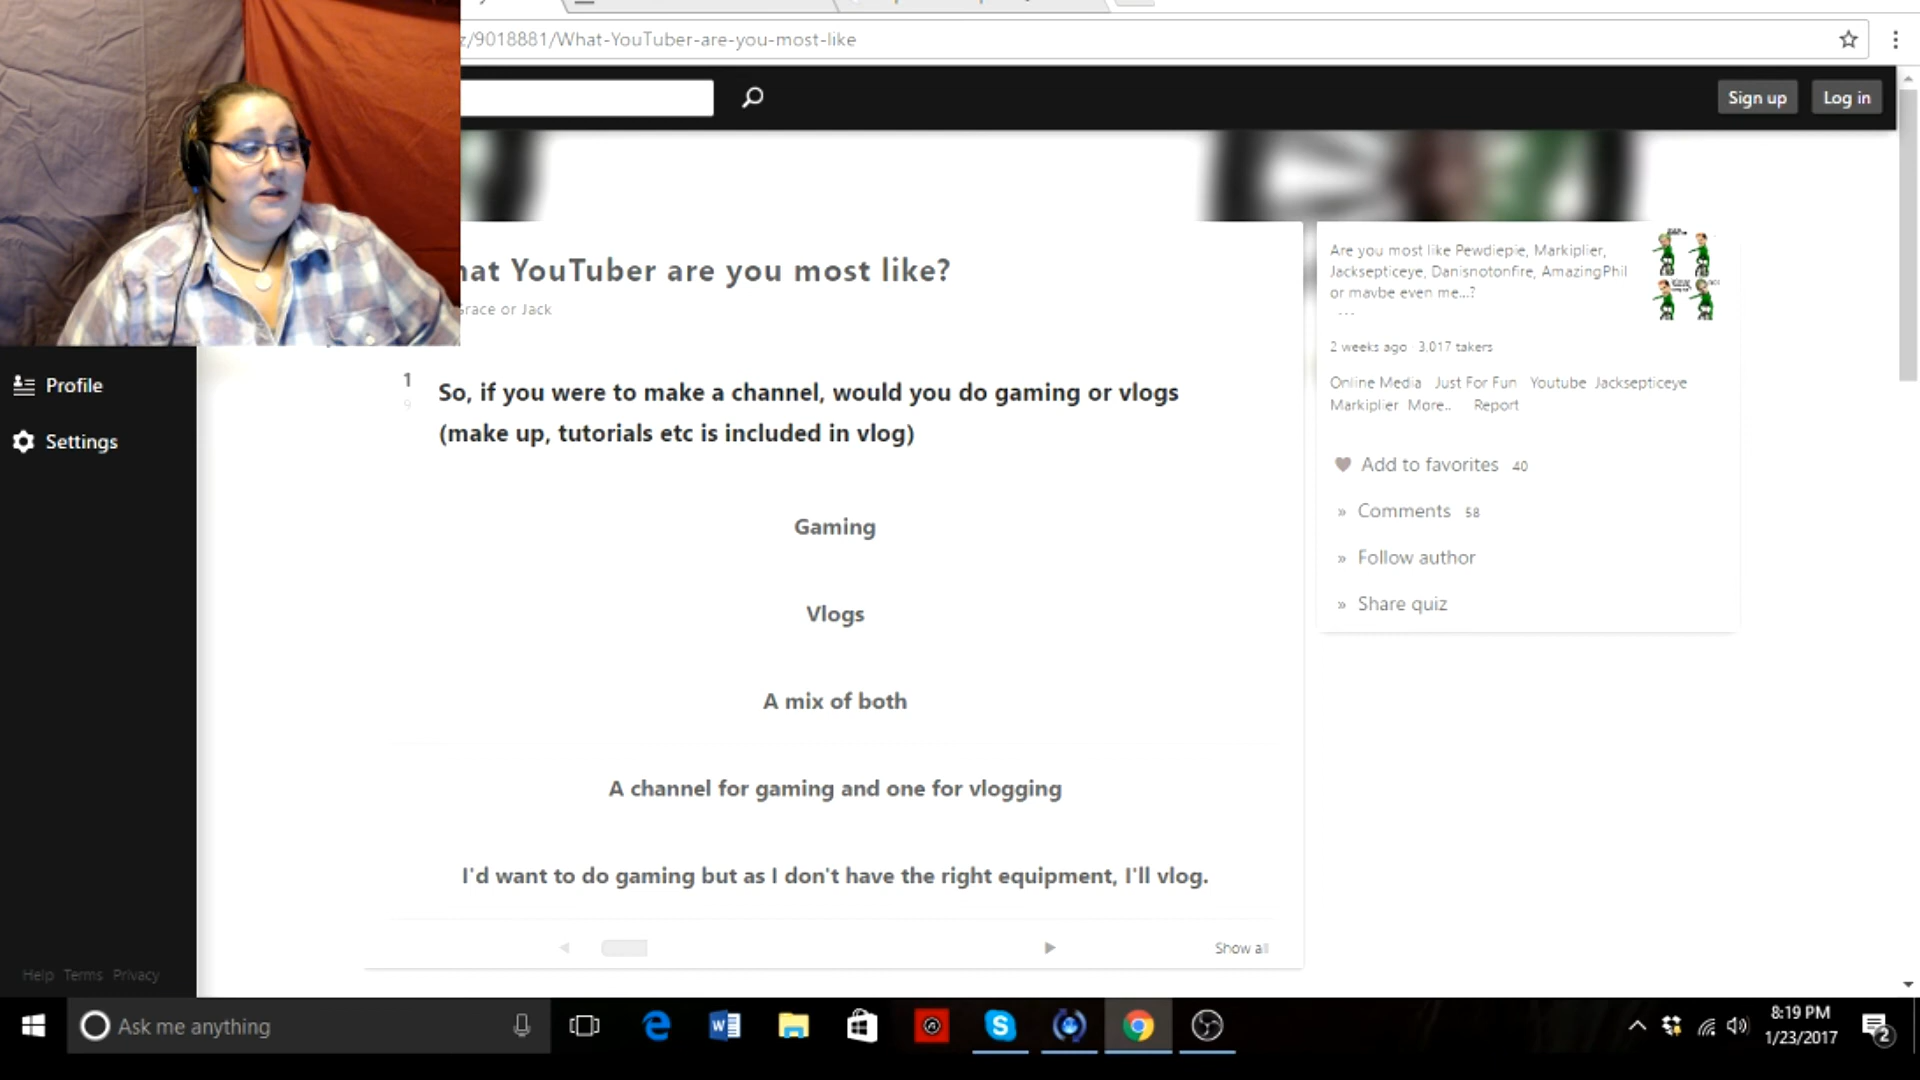 /9018881/What-YouTuber-are-you-most-like
Sign up
Log in
hat YouTuber are you most like?
Grace or Jack
1
9
So, if you were to make a channel, would you do gaming or vlogs
(make up, tutorials etc is included in vlog)
Gaming
Vlogs
A mix of both
A channel for gaming and one for vlogging
I'd want to do gaming but as I don't have the right equipment, I'll vlog.
Show all
Are you most like Pewdiepie, Markiplier,
Jacksepticeye, Danisnotonfire, AmazingPhil
or maybe even me...?
...
2 weeks ago 3,017 takers
Online Media Just For Fun Youtube Jacksepticeye
Markiplier More.. Report
Add to favorites 40
» Comments 58
» Follow author
» Share quiz
Profile
Settings
Help Terms Privacy
Ask me anything
8:19 PM
1/23/2017
2